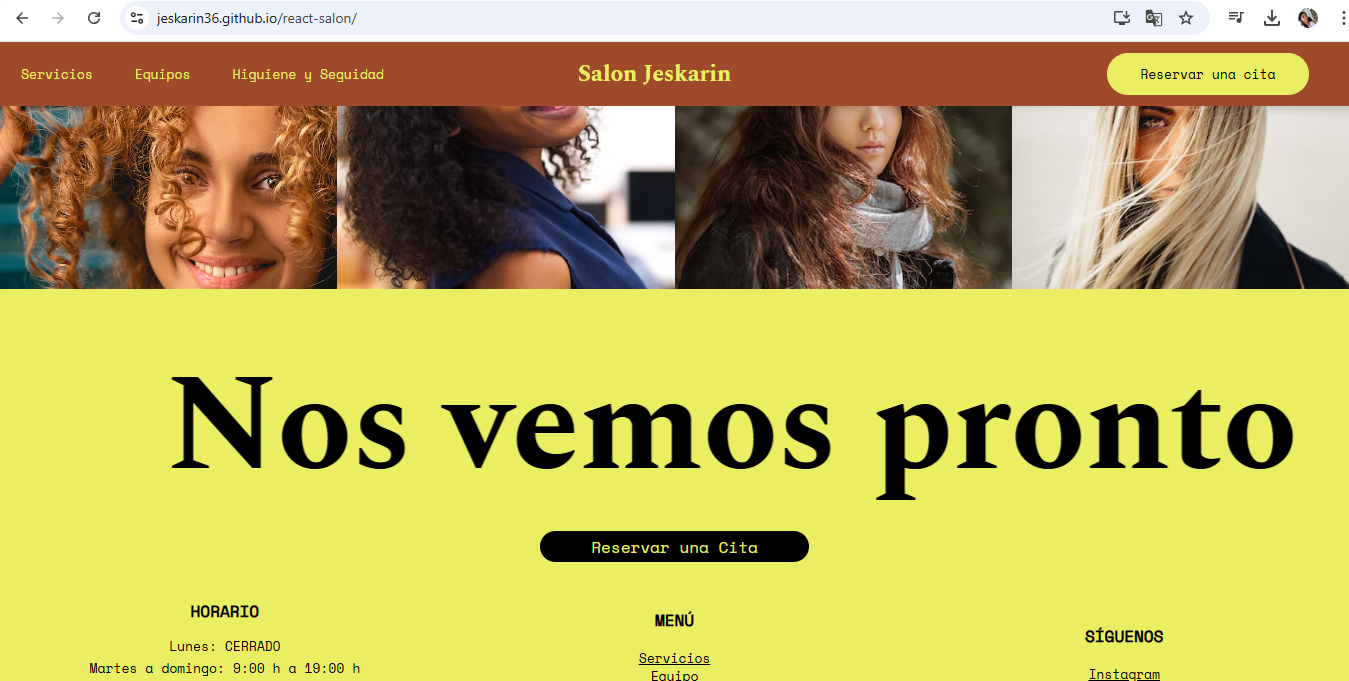 jeskarin36.github.io/react-salon/
Servicios
Equipos
Higuiene y Seguidad
Salon Jeskarin
Reservar una cita
Nos vemos pronto
Reservar una Cita
HORARIO
Lunes: CERRADO
Martes a domingo: 9:00 h a 19:00 h
MENÚ
Servicios
Equipo
SÍGUENOS
Instagram